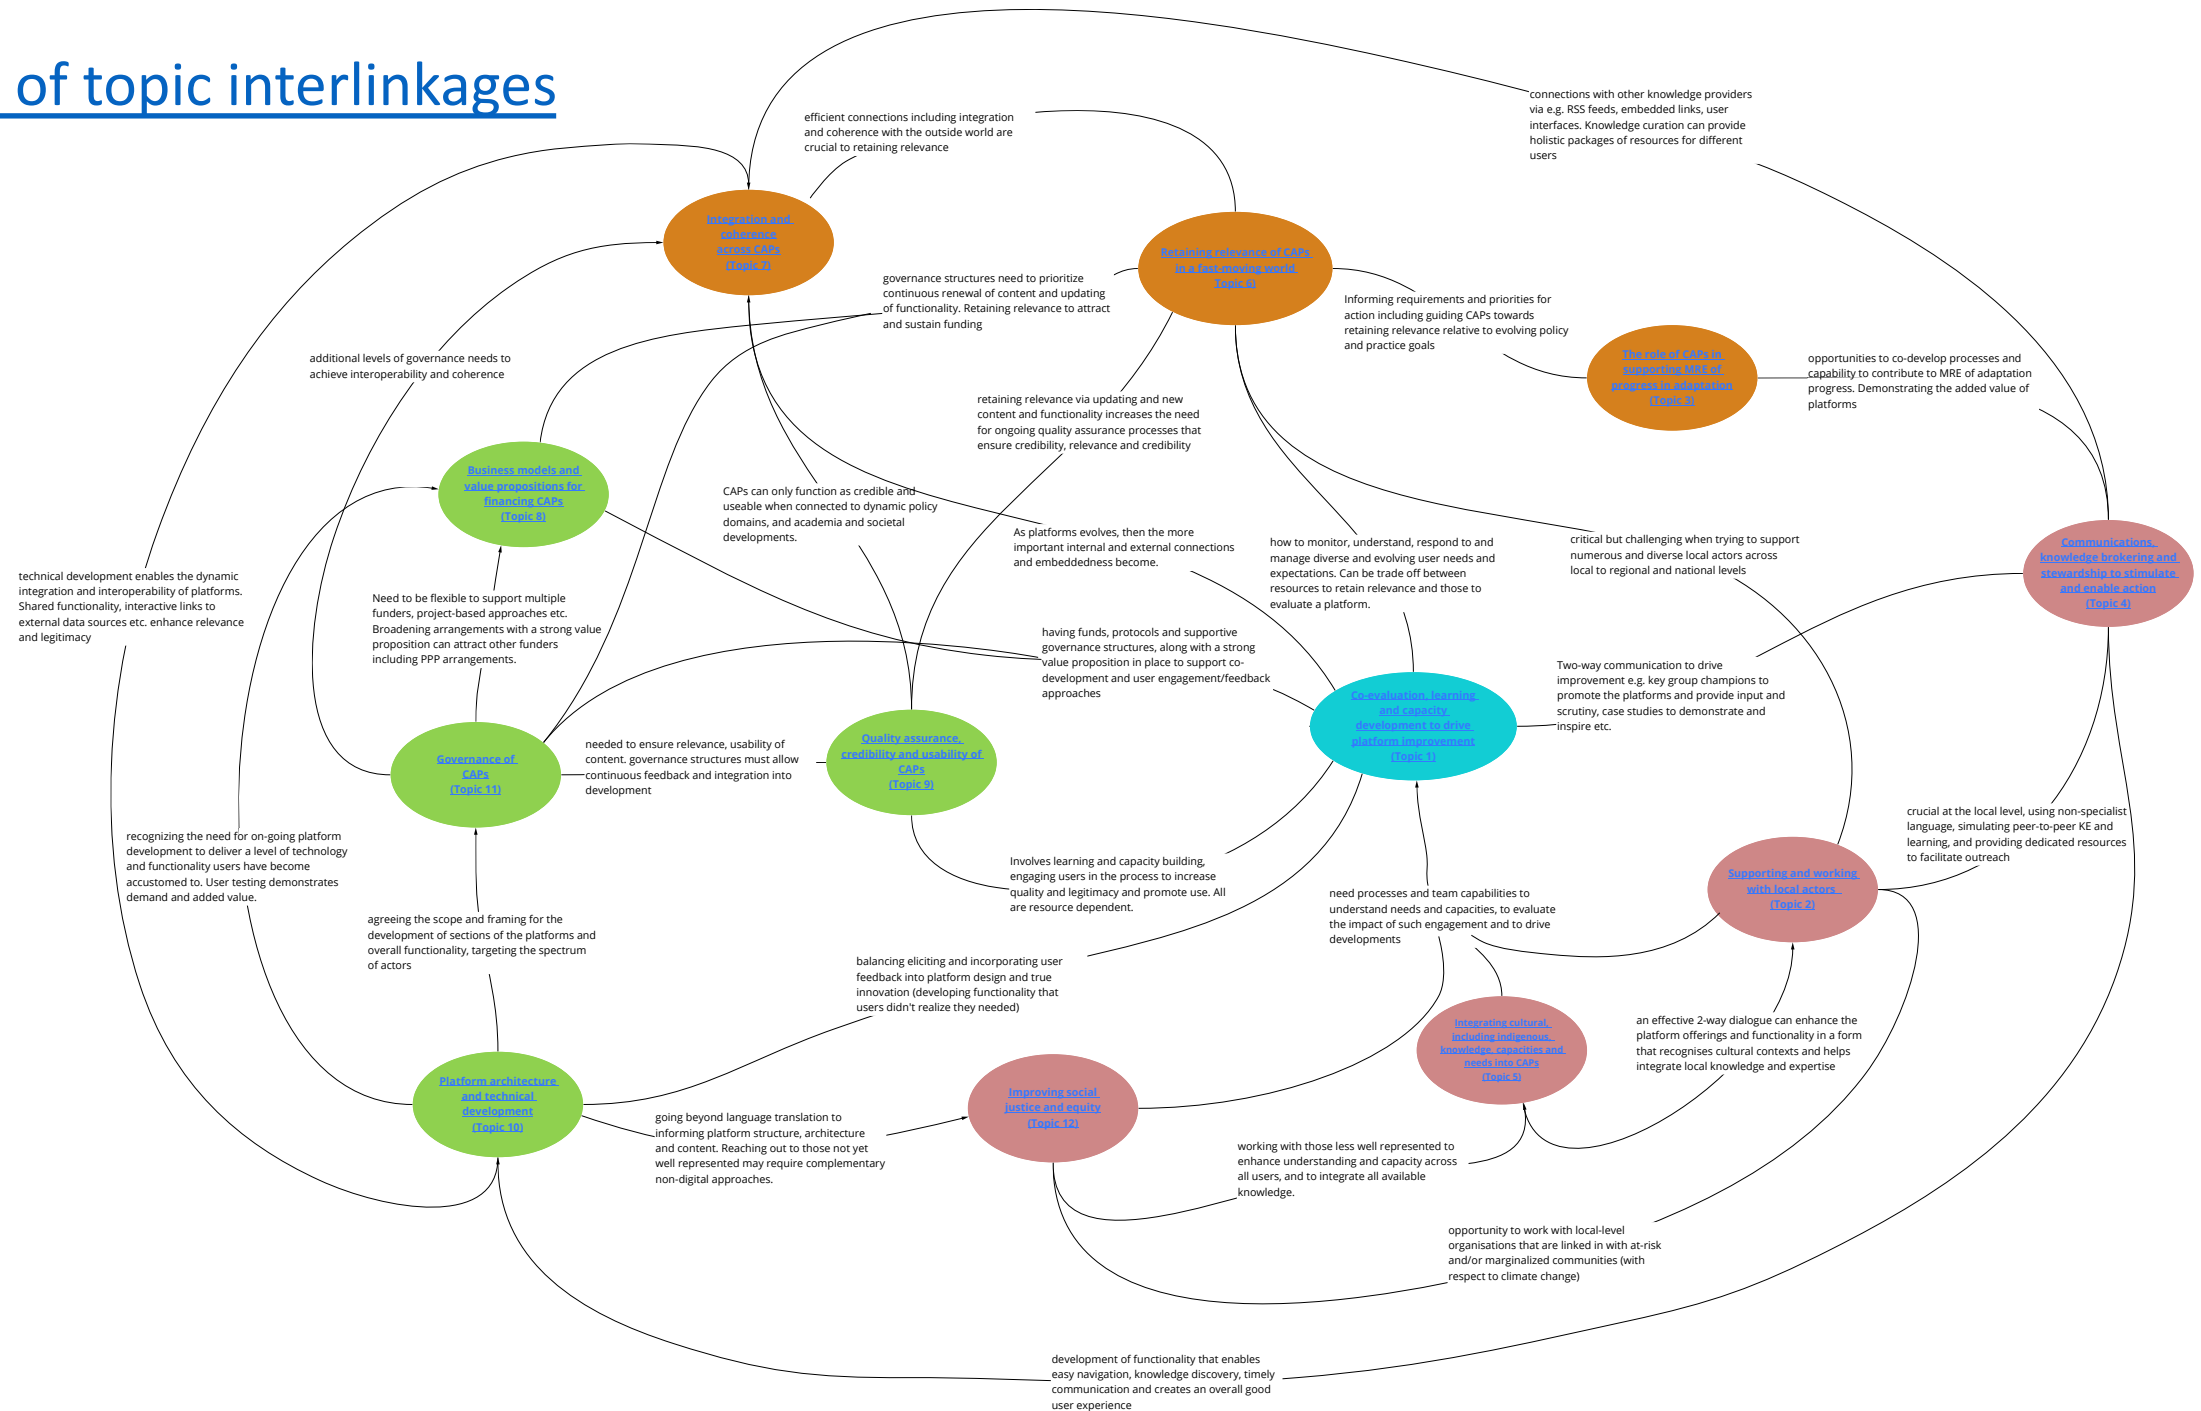 of topic interlinkages
connections with other knowledge providers
via e.g. RSS feeds, embedded links, user
interfaces. Knowledge curation can provide
holistic packages of resources for different
users
efficient connections including integration
and coherence with the outside world are
crucial to retaining relevance
Integration and
coherence
across CAPs
(Topic 7)
Retaining relevance of CAPs
in a fast-moving world
Topic 6)
governance structures need to prioritize
continuous renewal of content and updating
of functionality. Retaining relevance to attract
and sustain funding
Informing requirements and priorities for
action including guiding CAPs towards
retaining relevance relative to evolving policy
and practice goals
The role of CAPs in
supporting MRE of
progress in adaptation
(Topic 3)
opportunities to co-develop processes and
capability to contribute to MRE of adaptation
progress. Demonstrating the added value of
platforms
additional levels of governance needs to
achieve interoperability and coherence
retaining relevance via updating and new
content and functionality increases the need
for ongoing quality assurance processes that
ensure credibility, relevance and credibility
Business models and
value propositions for
financing CAPs
(Topic 8)
CAPs can only function as credible and
useable when connected to dynamic policy
domains, and academia and societal
developments.
As platforms evolves, then the more
important internal and external connections
and embeddedness become.
how to monitor, understand, respond to and
manage diverse and evolving user needs and
expectations. Can be trade off between
resources to retain relevance and those to
evaluate a platform.
critical but challenging when trying to support
numerous and diverse local actors across
local to regional and national levels
Communications,
knowledge brokering and
stewardship to stimulate
and enable action
(Topic 4)
technical development enables the dynamic
integration and interoperability of platforms.
Shared functionality, interactive links to
external data sources etc. enhance relevance
and legitimacy
Need to be flexible to support multiple
funders, project-based approaches etc.
Broadening arrangements with a strong value
proposition can attract other funders
including PPP arrangements.
having funds, protocols and supportive
governance structures, along with a strong
value proposition in place to support co-
development and user engagement/feedback
approaches
Two-way communication to drive
improvement e.g. key group champions to
promote the platforms and provide input and
scrutiny, case studies to demonstrate and
inspire etc.
Co-evaluation, learning
and capacity
development to drive
platform improvement
(Topic 1)
Governance of
CAPs
(Topic 11)
needed to ensure relevance, usability of
content. governance structures must allow
continuous feedback and integration into
development
Quality assurance,
credibility and usability of
CAPs
(Topic 9)
crucial at the local level, using non-specialist
language, simulating peer-to-peer KE and
learning, and providing dedicated resources
to facilitate outreach
recognizing the need for on-going platform
development to deliver a level of technology
and functionality users have become
accustomed to. User testing demonstrates
demand and added value.
Involves learning and capacity building,
engaging users in the process to increase
quality and legitimacy and promote use. All
are resource dependent.
Supporting and working
with local actors
(Topic 2)
need processes and team capabilities to
understand needs and capacities, to evaluate
the impact of such engagement and to drive
developments
agreeing the scope and framing for the
development of sections of the platforms and
overall functionality, targeting the spectrum
of actors
balancing eliciting and incorporating user
feedback into platform design and true
innovation (developing functionality that
users didn't realize they needed)
Integrating cultural,
including indigenous,
knowledge, capacities and
needs into CAPs
(Topic 5)
an effective 2-way dialogue can enhance the
platform offerings and functionality in a form
that recognises cultural contexts and helps
integrate local knowledge and expertise
Platform architecture
and technical
development
(Topic 10)
Improving social
justice and equity
(Topic 12)
going beyond language translation to
informing platform structure, architecture
and content. Reaching out to those not yet
well represented may require complementary
non-digital approaches.
working with those less well represented to
enhance understanding and capacity across
all users, and to integrate all available
knowledge.
opportunity to work with local-level
organisations that are linked in with at-risk
and/or marginalized communities (with
respect to climate change)
development of functionality that enables
easy navigation, knowledge discovery, timely
communication and creates an overall good
user experience